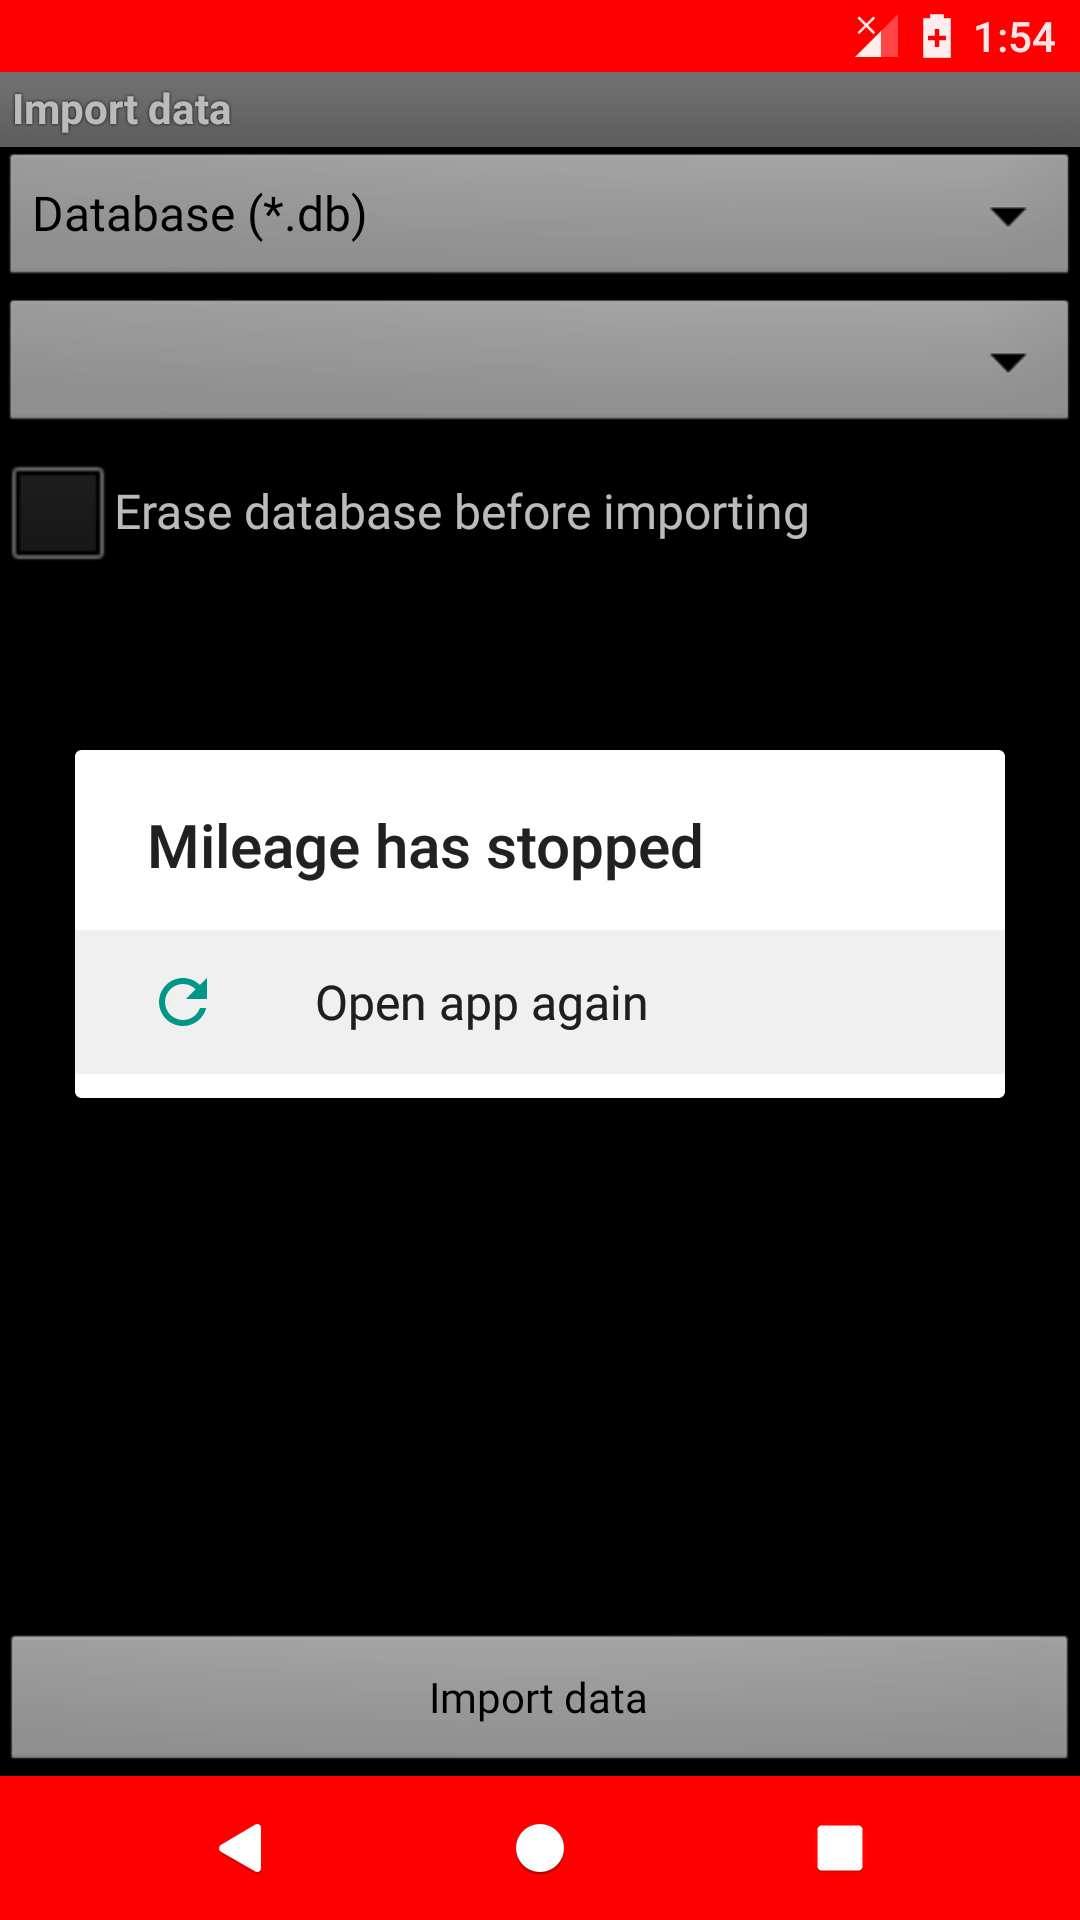 1:54
Import data
Database (*.db)
Erase database before importing
Mileage has stopped
Open app again
Import data